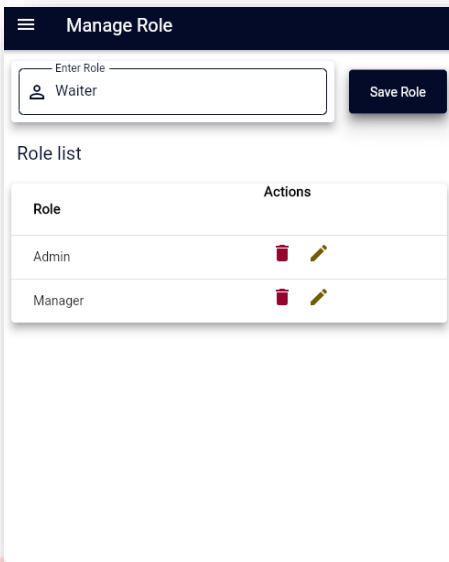 Manage Role
Enter Role
Waiter
Save Role
Role list
Role Actions
Admin
Manager